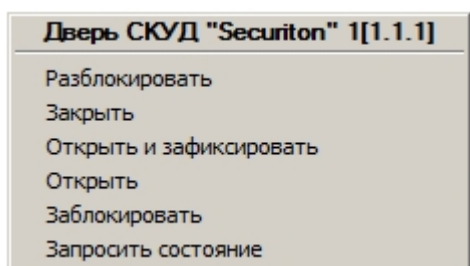 Дверь СКУД "Securiton" 1[1.1.1]
Разблокировать
Закрыть
Открыть и зафиксировать
Открыть
Заблокировать
Запросить состояние